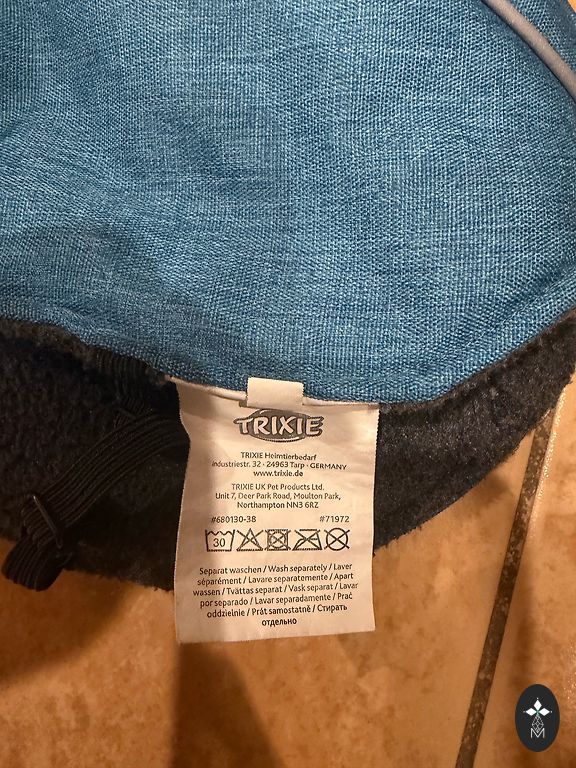 TRIXIE
TRIXIE Heimtierbedarf
Industriestr. 32 · 24963 Tarp · GERMANY
www.trixie.de
TRIXIE UK Pet Products Ltd.
Unit 7, Deer Park Road, Moulton Park,
Northampton NN3 6RZ
#680130-38 #71972
30
Separat waschen / Wash separately / Laver
séparément / Lavare separatemente / Apart
wassen / Tvättas separat / Vask separat / Lavar
por separado / Lavar separadamente / Prać
oddzielnie / Prát samostatně / Стирать
отдельно
M